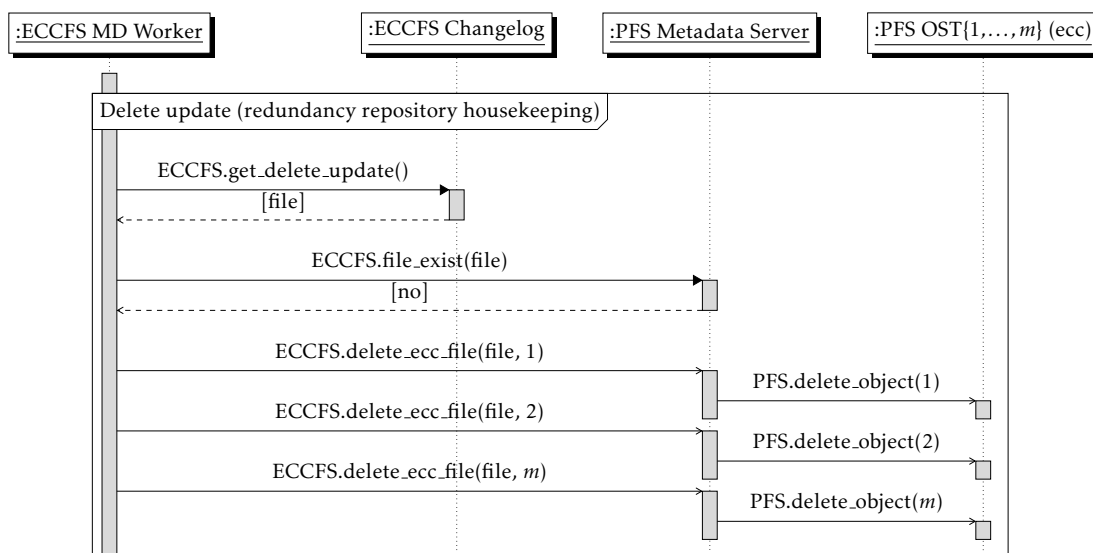 :ECCFS MD Worker
:ECCFS Changelog
:PFS Metadata Server
:PFS OST{1,...,m} (ecc)
Delete update (redundancy repository housekeeping)
ECCFS.get_delete_update()
[file]
ECCFS.file_exist(file)
[no]
ECCFS.delete_ecc_file(file, 1)
PFS.delete_object(1)
ECCFS.delete_ecc_file(file, 2)
PFS.delete_object(2)
ECCFS.delete_ecc_file(file, m)
PFS.delete_object(m)